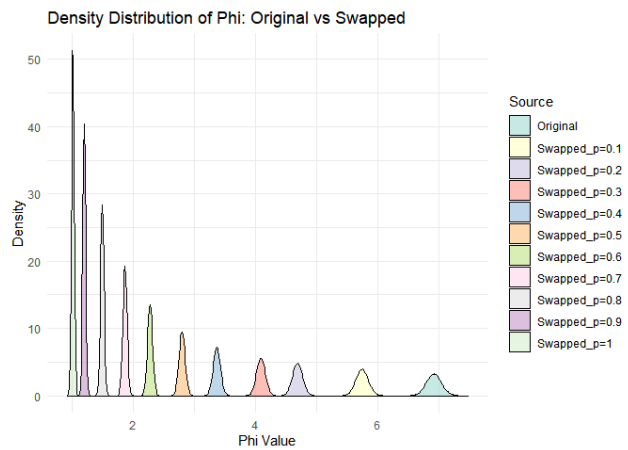 Density Distribution of Phi: Original vs Swapped
50
40
30
20
10
0
Density
2
4
6
Phi Value
Source
Original
Swapped_p=0.1
Swapped_p=0.2
Swapped_p=0.3
Swapped_p=0.4
Swapped_p=0.5
Swapped_p=0.6
Swapped_p=0.7
Swapped_p=0.8
Swapped_p=0.9
Swapped_p=1